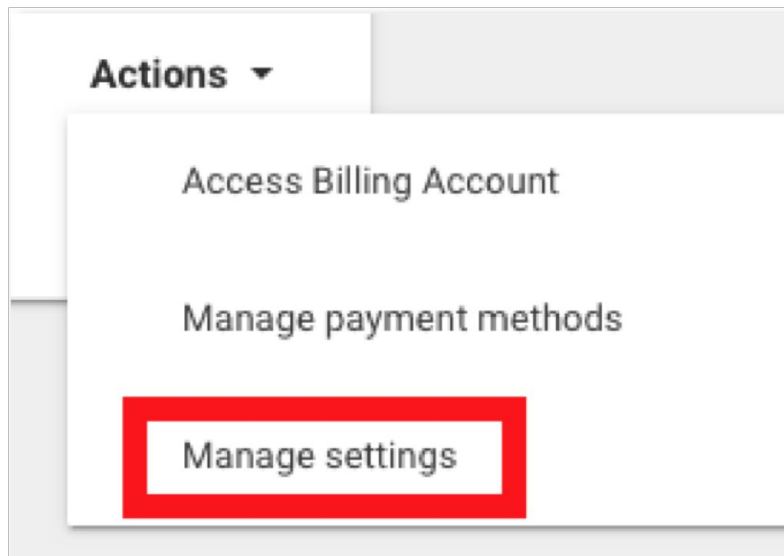 Actions
Access Billing Account
Manage payment methods
Manage settings